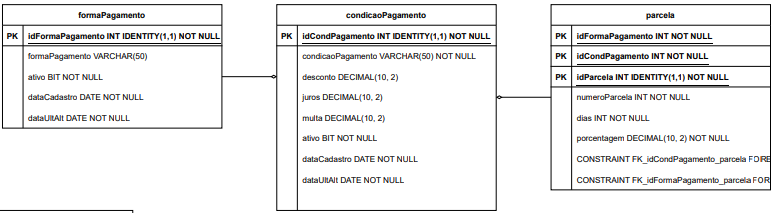 formaPagamento
PK idFormaPagamento INT IDENTITY(1,1) NOT NULL
formaPagamento VARCHAR(50)
ativo BIT NOT NULL
dataCadastro DATE NOT NULL
dataUltAlt DATE NOT NULL
condicaoPagamento
PK idCondPagamento INT IDENTITY(1,1) NOT NULL
condicaoPagamento VARCHAR(50) NOT NULL
desconto DECIMAL(10, 2)
juros DECIMAL(10, 2)
multa DECIMAL(10, 2)
ativo BIT NOT NULL
dataCadastro DATE NOT NULL
dataUltAlt DATE NOT NULL
parcela
PK idFormaPagamento INT NOT NULL
PK idCondPagamento INT NOT NULL
PK idParcela INT IDENTITY(1,1) NOT NULL
numeroParcela INT NOT NULL
dias INT NOT NULL
porcentagem DECIMAL(10, 2) NOT NULL
CONSTRAINT FK_idCondPagamento_parcela FORE
CONSTRAINT FK_idFormaPagamento_parcela FOR